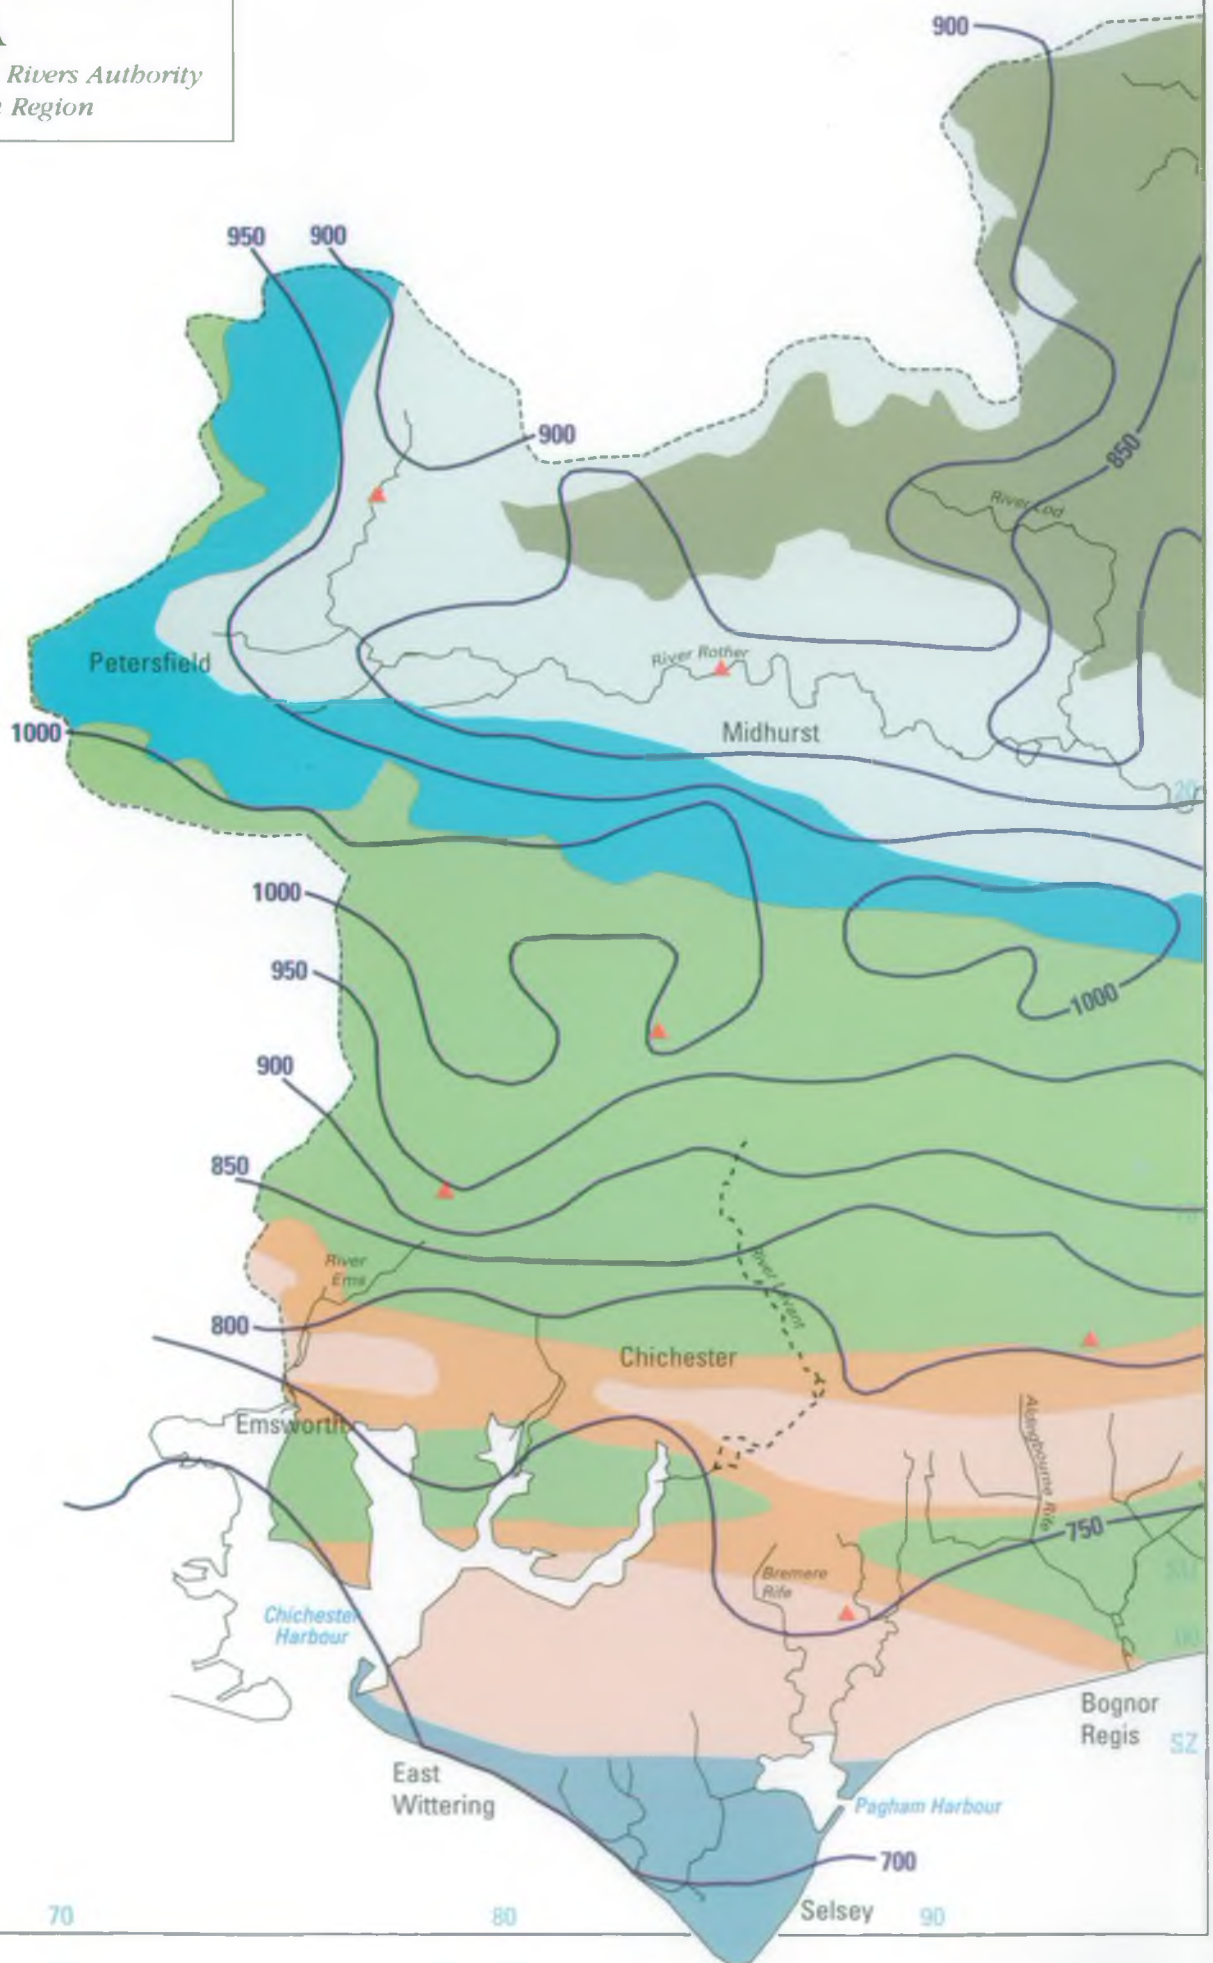 Rivers Authority
Region
900
950
900
900
850
River Lod
Petersfield
River Rother
Midhurst
1000
20
1000
950
1000
900
850
River
Ems
River Lavant
800
Chichester
Emsworth
Aldingbourne Rife
750
Bremere
Rife
SU
Chichester
Harbour
00
Bognor
Regis
SZ
East
Wittering
Pagham Harbour
700
Selsey
70
80
90